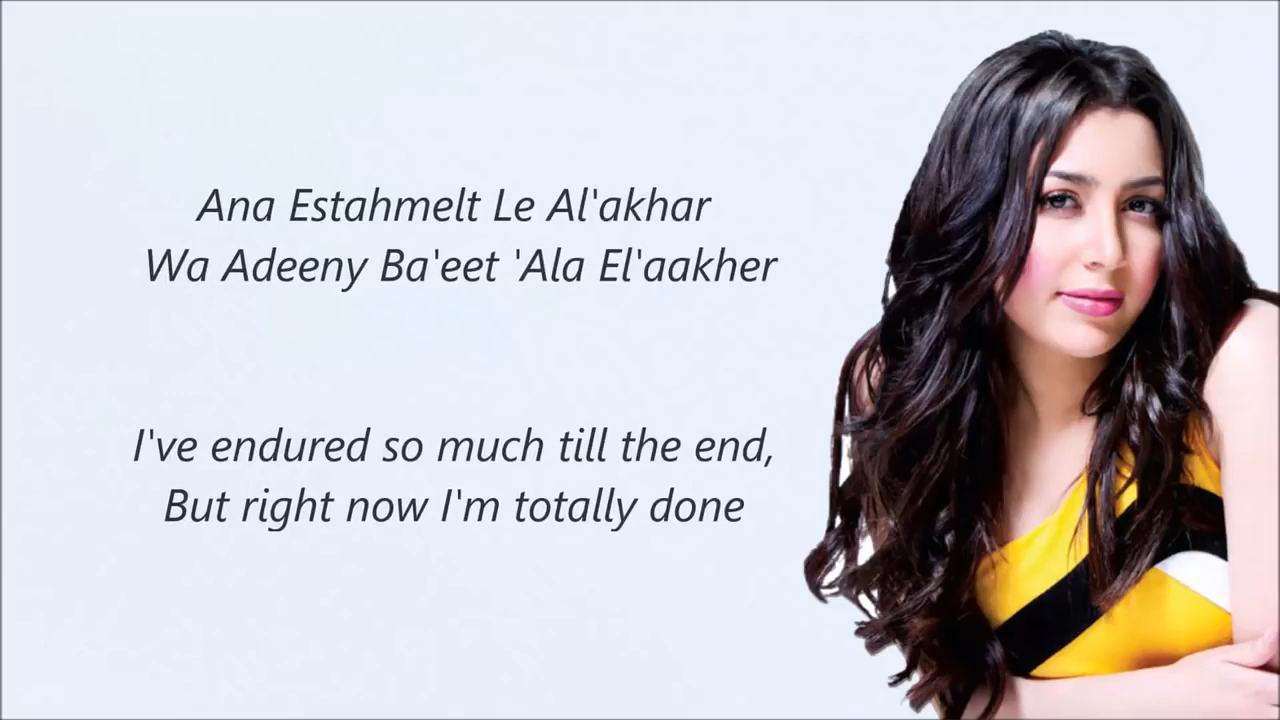 Ana Estahmelt Le Al'akhar
Wa Adeeny Ba'eet 'Ala El'aakher
I've endured so much till the end,
But right now I'm totally done